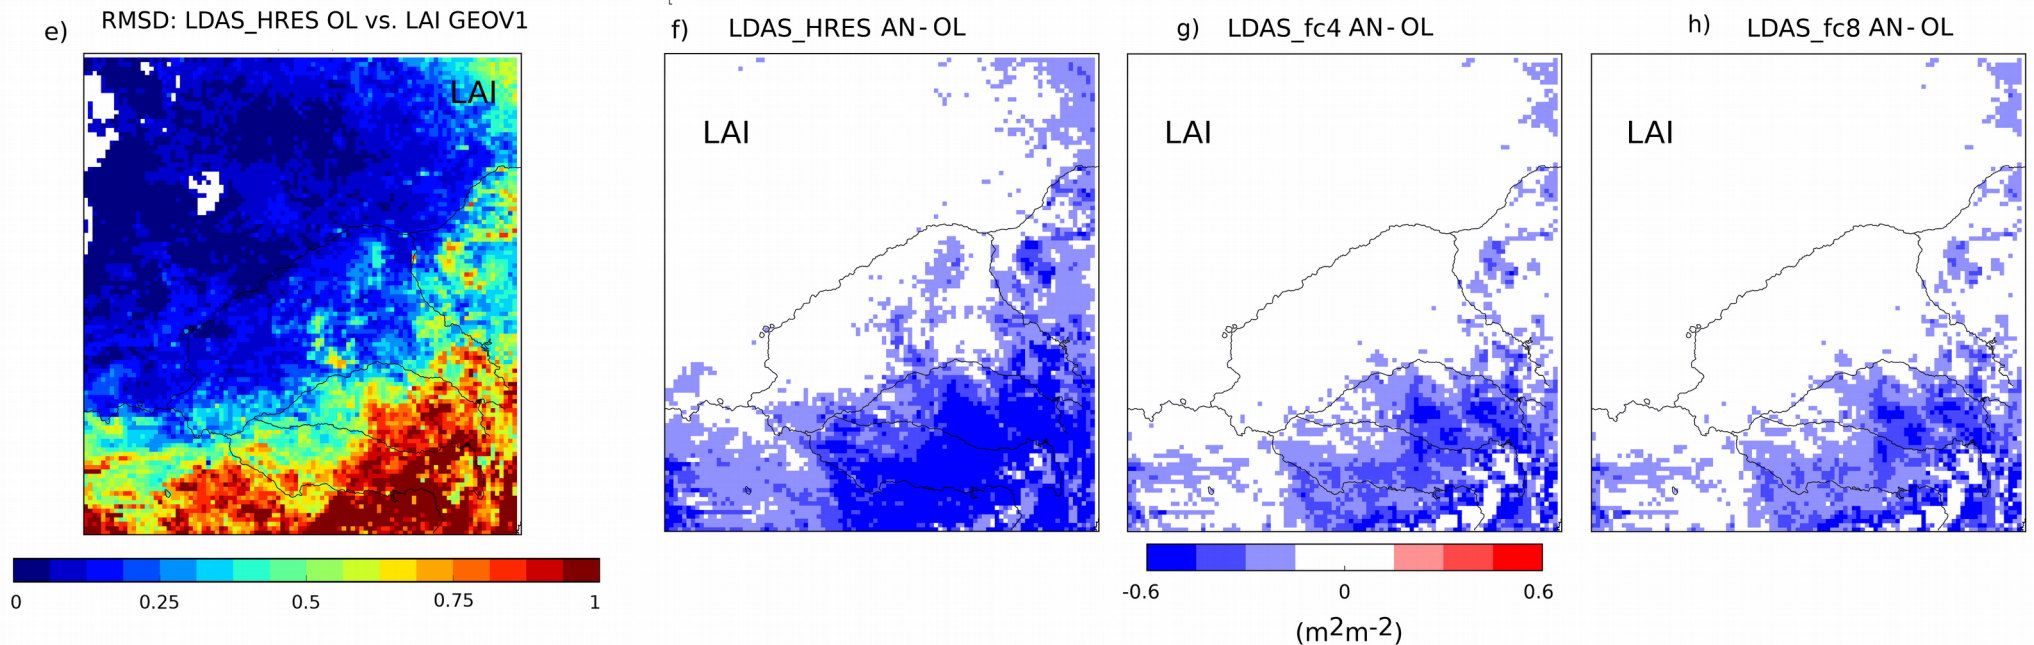 e) RMSD: LDAS_HRES OL vs. LAI GEOV1
LAI
0 0.25 0.5 0.75 1
f) LDAS_HRES AN-OL
LAI
g) LDAS_fc4 AN-OL
LAI
h) LDAS_fc8 AN-OL
LAI
-0.6 0 0.6
(m2m-2)